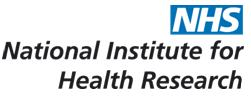 NHS
National Institute for
Health Research